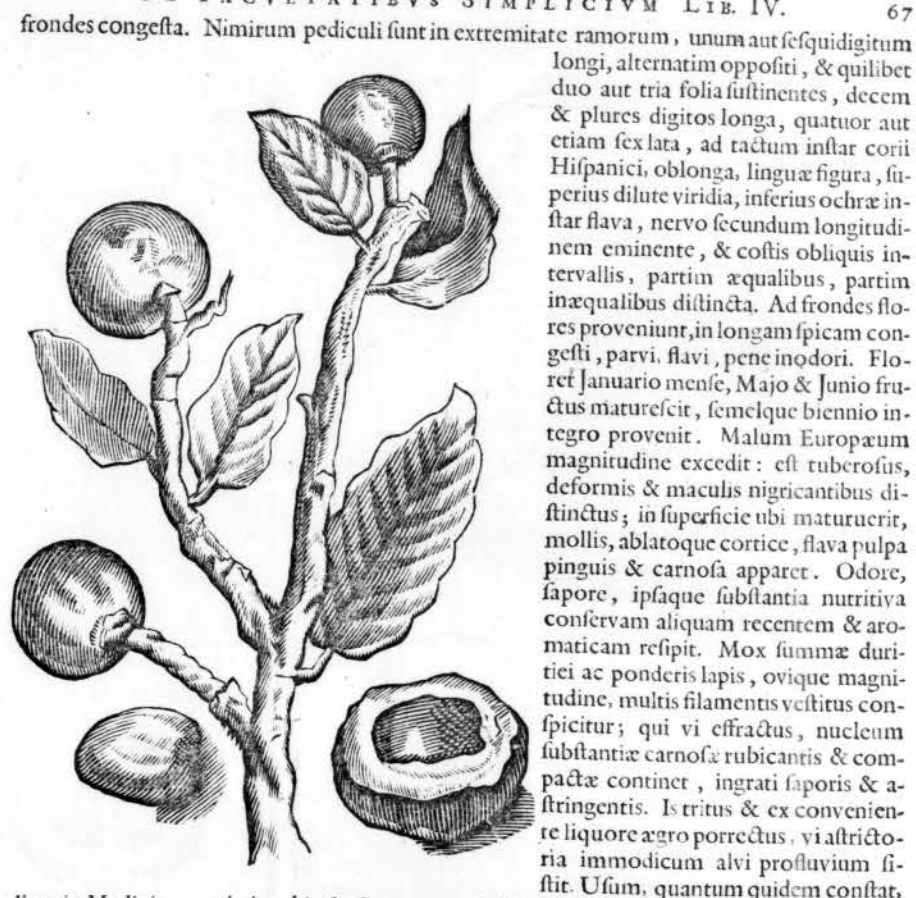 FACVLTATIBVS SIMPLICIVM LIB. IV. 67
frondes congeſta. Nimirum pediculi ſunt in extremitate ramorum, unum aut ſeſquidigitum
longi, alternatim oppoſiti, & quilibet
duo aut tria folia ſuſtinentes, decem
& plures digitos longa, quatuor aut
etiam ſex lata, ad tactum inſtar corii
Hiſpanici, oblonga, linguæ figura, ſu-
perius dilute viridia, inferius ochræ in-
ſtar flava, nervo ſecundum longitudi-
nem eminente, & coſtis obliquis in-
tervallis, partim æqualibus, partim
inæqualibus diſtincta. Ad frondes flo-
res proveniunt, in longam ſpicam con-
geſti, parvi, flavi, pene inodori. Flo-
ret Januario menſe, Majo & Junio fru-
ctus matureſcit, ſemelque biennio in-
tegro provenit. Malum Europæum
magnitudine excedit: eſt tuberoſus,
deformis & maculis nigricantibus di-
ſtinctus; in ſuperficie ubi maturuerit,
mollis, ablatoque cortice, flava pulpa
pinguis & carnoſa apparet. Odore,
ſapore, ipſaque ſubſtantia nutritiva
conſervam aliquam recentem & aro-
maticam reſipit. Mox ſummæ duri-
tiei ac ponderis lapis, ovique magni-
tudine, multis filamentis veſtitus con-
ſpicitur; qui vi effractus, nucleum
ſubſtantiæ carnoſæ rubicantis & com-
pactæ continet, ingrati ſaporis & a-
ſtringentis. Is tritus & ex convenien-
te liquore ægro porrectus, vi aſtricto-
ria immodicum alvi profluvium ſi-
ſtit. Uſum, quantum quidem conſtat,